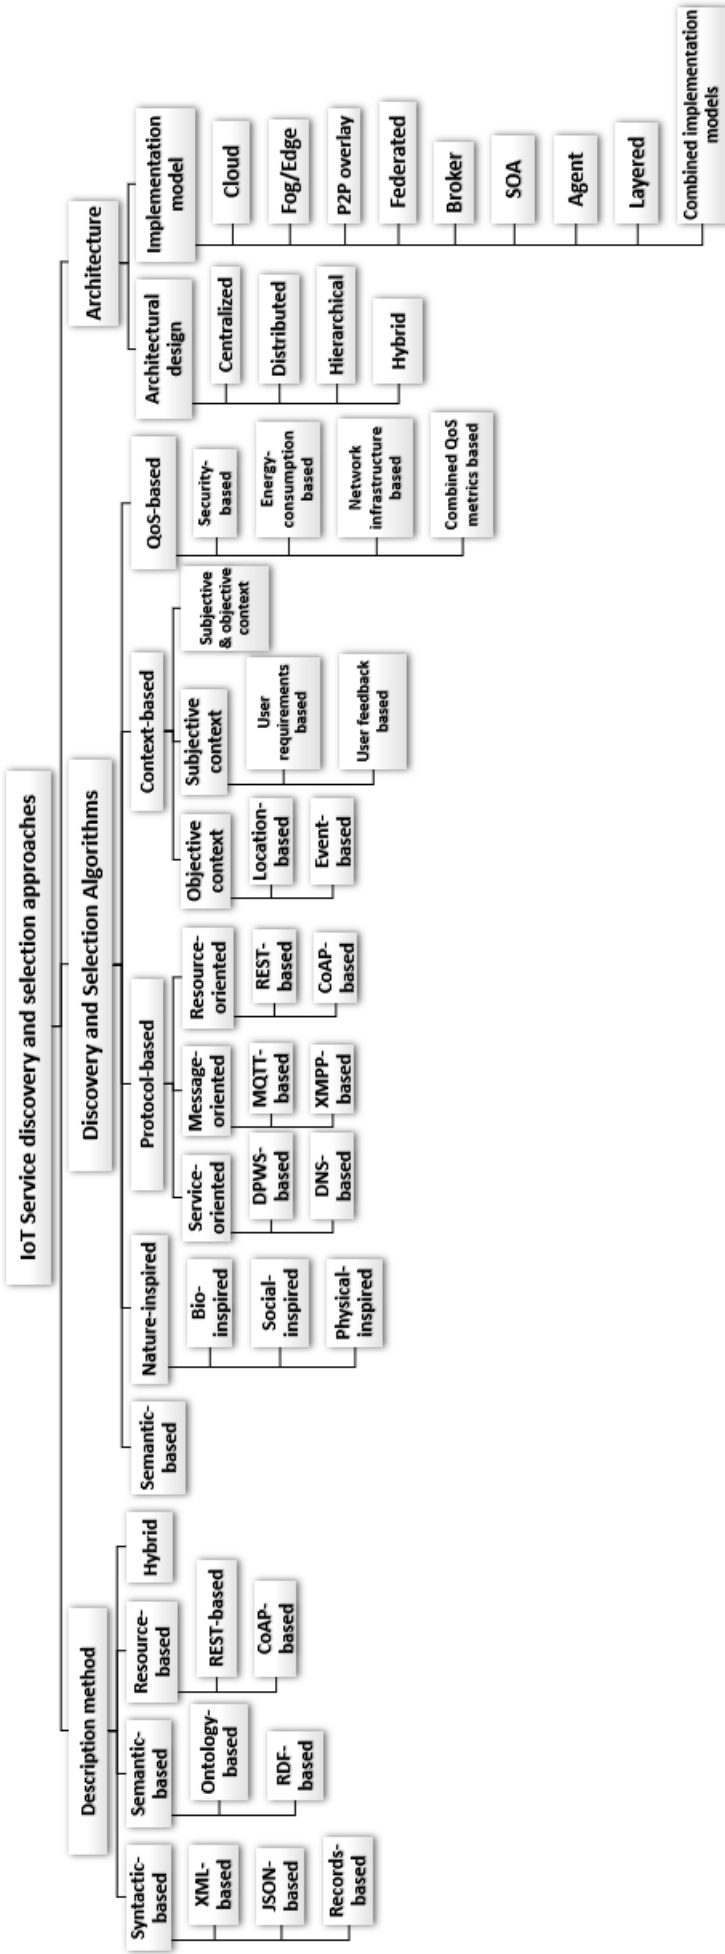 IoT Service discovery and selection approaches
Description method
Syntactic-
based
XML-
based
JSON-
based
Records-
based
Semantic-
based
Ontology-
based
RDF-
based
Resource-
based
REST-based
CoAP-
based
Hybrid
Discovery and Selection Algorithms
Semantic-
based
Nature-inspired
Bio-
inspired
Social-
inspired
Physical-
inspired
Protocol-based
Service-
oriented
DPWS-
based
DNS-
based
Message-
oriented
MQTT-
based
XMPP-
based
Resource-
oriented
REST-
based
CoAP-
based
Context-based
Objective
context
Location-
based
Event-
based
Subjective
context
User
requirements
based
User feedback
based
Subjective
& objective
context
QoS-based
Security-
based
Energy-
consumption
based
Network
infrastructure
based
Combined QoS
metrics based
Architecture
Architectural
design
Centralized
Distributed
Hierarchical
Hybrid
Implementation
model
Cloud
Fog/Edge
P2P overlay
Federated
Broker
SOA
Agent
Layered
Combined implementation
models